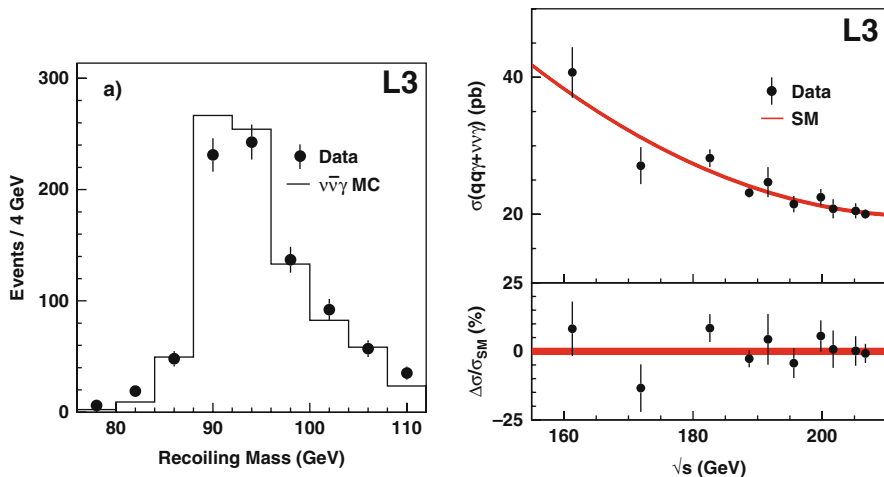 L3
a)
Data
νν̅γ MC
Events / 4 GeV
300
200
100
0
80
90
100
110
Recoiling Mass (GeV)
L3
Data
SM
σ(qqγ+ννγ) (pb)
40
20
25
0
−25
Δσ/σSM (%)
160
180
200
√s (GeV)